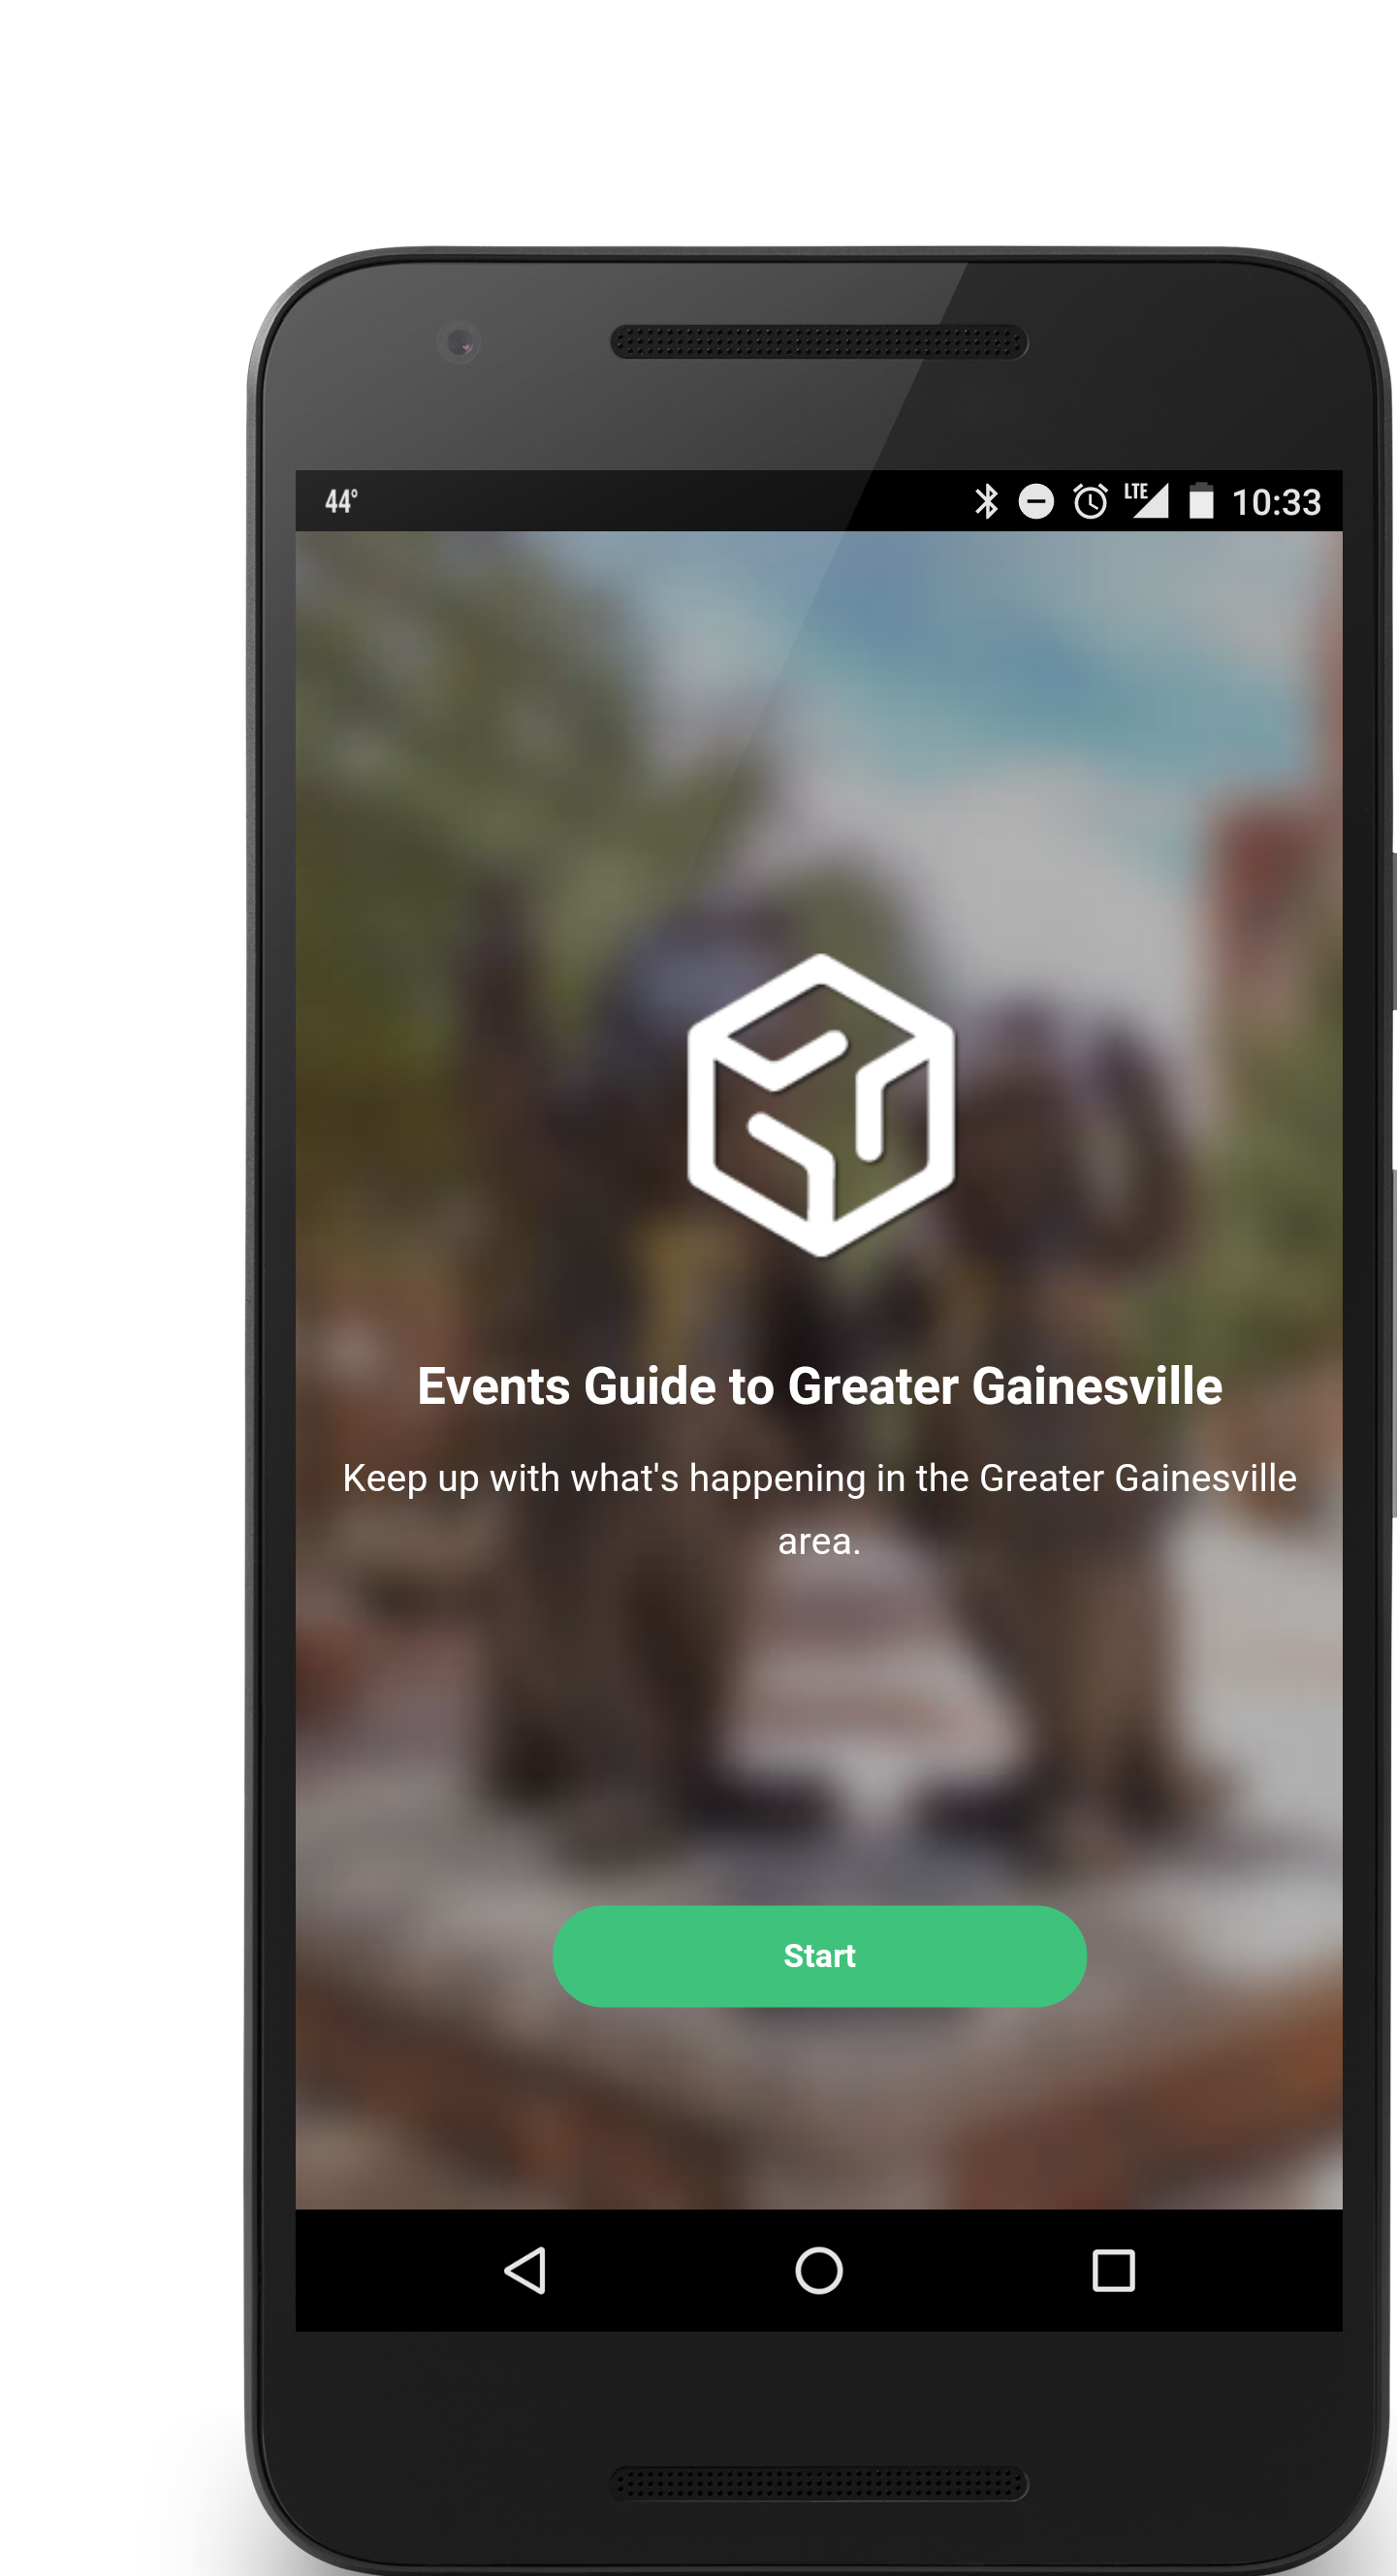 44°
LTE 10:33
Events Guide to Greater Gainesville
Keep up with what's happening in the Greater Gainesville
area.
Start